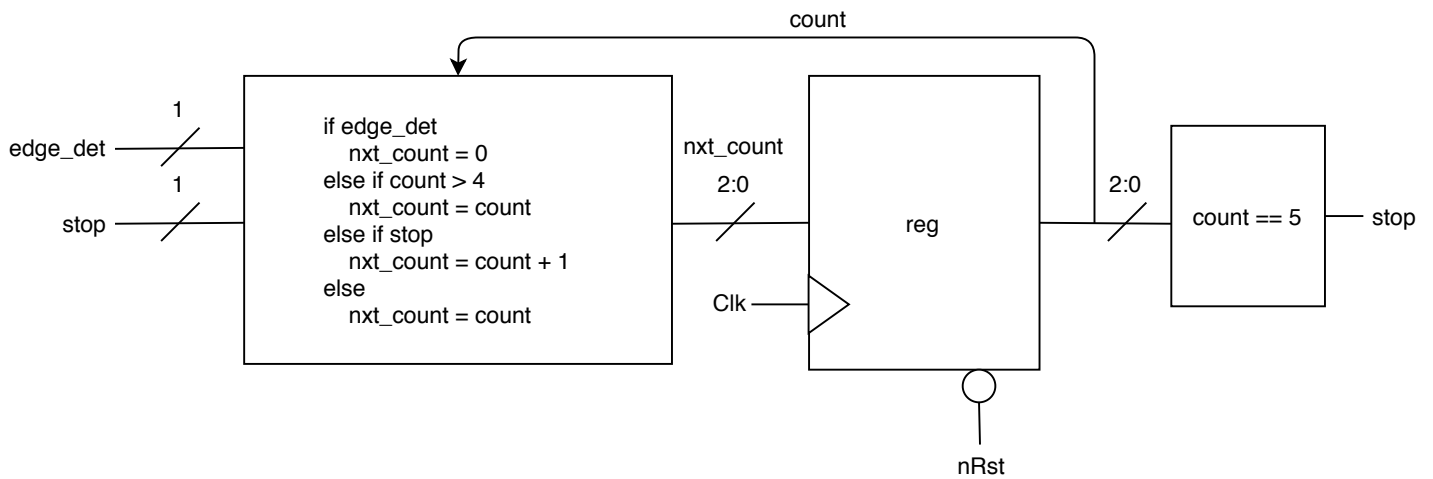 count
1
edge_det
1
stop
if edge_det
nxt_count = 0
else if count > 4
nxt_count = count
else if stop
nxt_count = count + 1
else
nxt_count = count
nxt_count
2:0
reg
Clk
nRst
2:0
count == 5
stop